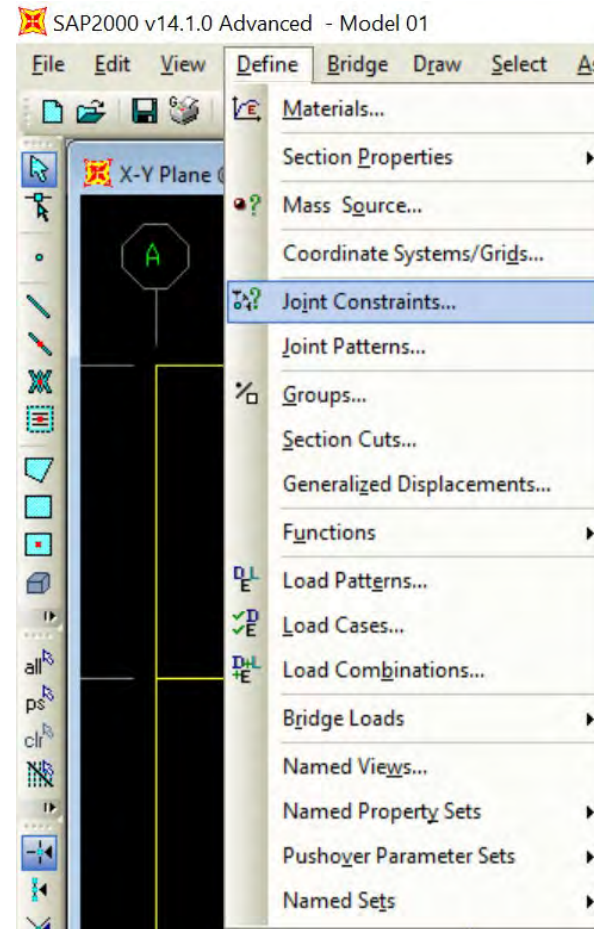 SAP2000 v14.1.0 Advanced - Model 01
File Edit View Define Bridge Draw Select As
Materials...
Section Properties
X-Y Plane @
Mass Source...
A
Coordinate Systems/Grids...
Joint Constraints...
Joint Patterns...
Groups...
Section Cuts...
Generalized Displacements...
Functions
Load Patterns...
Load Cases...
all
Load Combinations...
ps
Bridge Loads
clr
Named Views...
Named Property Sets
Pushover Parameter Sets
Named Sets